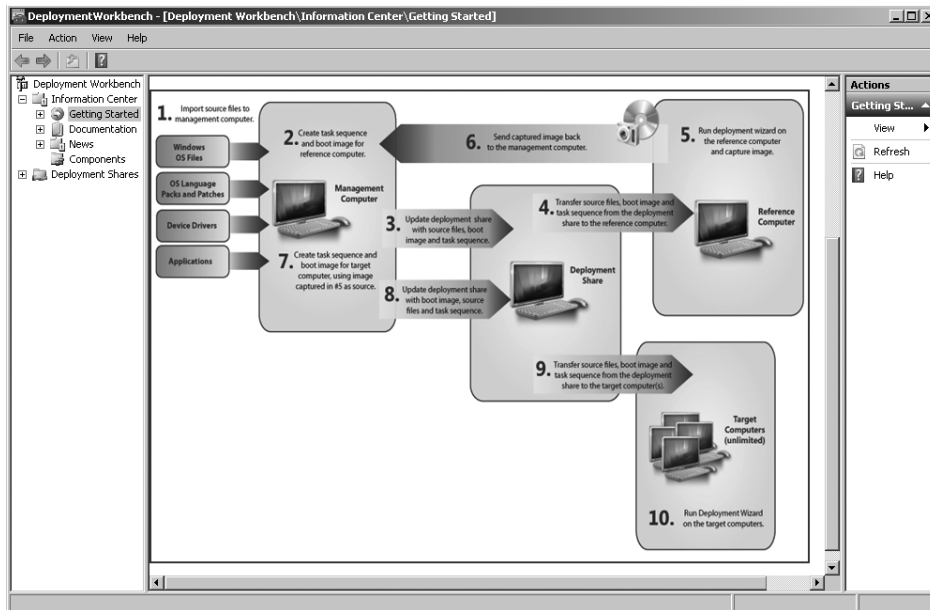 DeploymentWorkbench - [Deployment Workbench\Information Center\Getting Started]
File Action View Help
Deployment Workbench
Information Center
Getting Started
Documentation
News
Components
Deployment Shares
1. Import source files to
management computer.
Windows
OS Files
OS Language
Packs and Patches
Device Drivers
Applications
2. Create task sequence
and boot image for
reference computer.
Management
Computer
7. Create task sequence and
boot image for target
computer, using image
captured in #5 as source.
6. Send captured image back
to the management computer.
3. Update deployment share
with source files, boot
image and task sequence.
8. Update deployment share
with boot image, source
files and task sequence.
Deployment
Share
4. Transfer source files, boot image and
task sequence from the deployment
share to the reference computer.
5. Run deployment wizard on
the reference computer
and capture image.
Reference
Computer
9. Transfer source files, boot image and
task sequence from the deployment
share to the target computer(s).
Target
Computers
(unlimited)
10. Run Deployment Wizard
on the target computers.
Actions
Getting St...
View
Refresh
Help